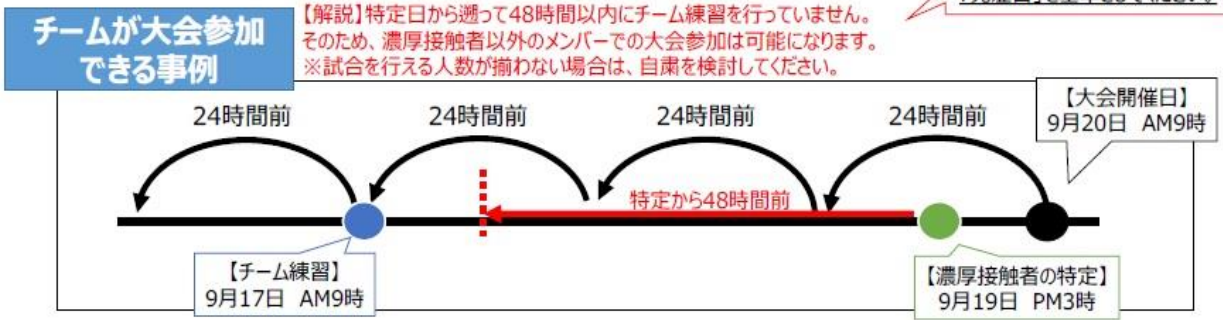 チームが大会参加
できる事例
【解説】特定日から遡って48時間以内にチーム練習を行っていません。
そのため、濃厚接触者以外のメンバーでの大会参加は可能になります。
※試合を行える人数が揃わない場合は、自粛を検討してください。
24時間前
24時間前
24時間前
24時間前
【大会開催日】
9月20日 AM9時
特定から48時間前
【チーム練習】
9月17日 AM9時
【濃厚接触者の特定】
9月19日 PM3時